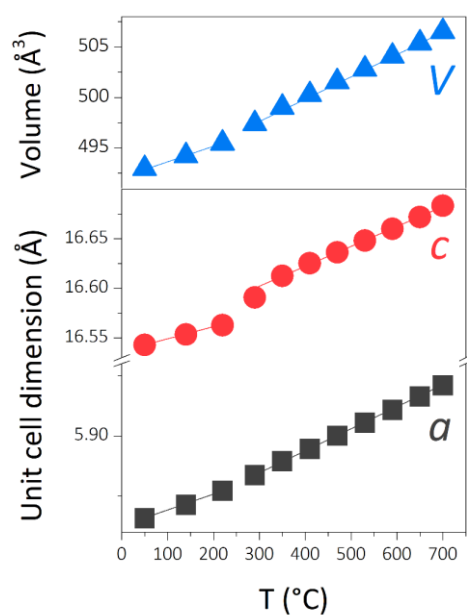 Volume (Å³)
505
500
495
V
Unit cell dimension (Å)
16.65
16.60
16.55
c
5.90
a
0 100 200 300 400 500 600 700
T (°C)